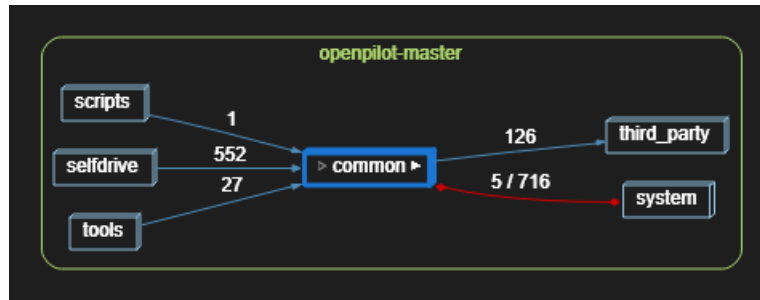 openpilot-master
scripts
1
selfdrive
552
27
tools
common
126
third_party
5 / 716
system